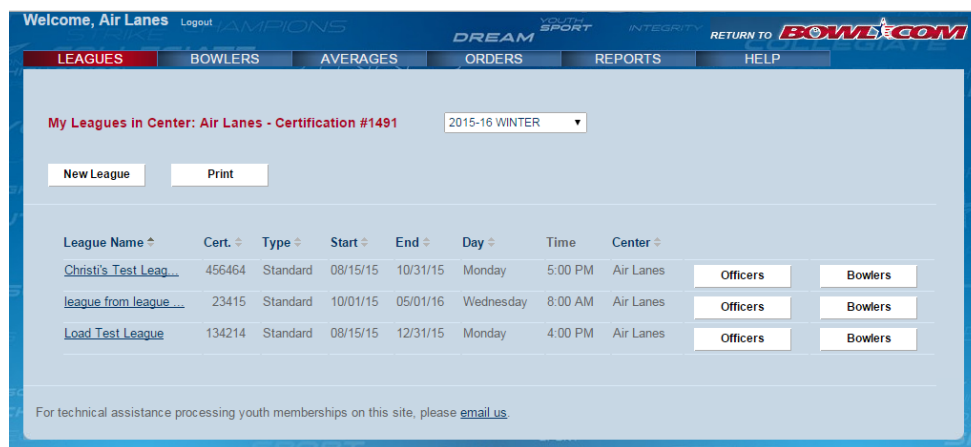 Welcome, Air Lanes Logout
STRIKE CHAMPIONS DREAM YOUTH SPORT INTEGRITY COLLEGIATE
RETURN TO BOWL.COM
LEAGUES BOWLERS AVERAGES ORDERS REPORTS HELP
My Leagues in Center: Air Lanes - Certification #1491 2015-16 WINTER
New League Print
League Name Cert. Type Start End Day Time Center
Christi's Test Leag... 456464 Standard 08/15/15 10/31/15 Monday 5:00 PM Air Lanes Officers Bowlers
league from league ... 23415 Standard 10/01/15 05/01/16 Wednesday 8:00 AM Air Lanes Officers Bowlers
Load Test League 134214 Standard 08/15/15 12/31/15 Monday 4:00 PM Air Lanes Officers Bowlers
For technical assistance processing youth memberships on this site, please email us.